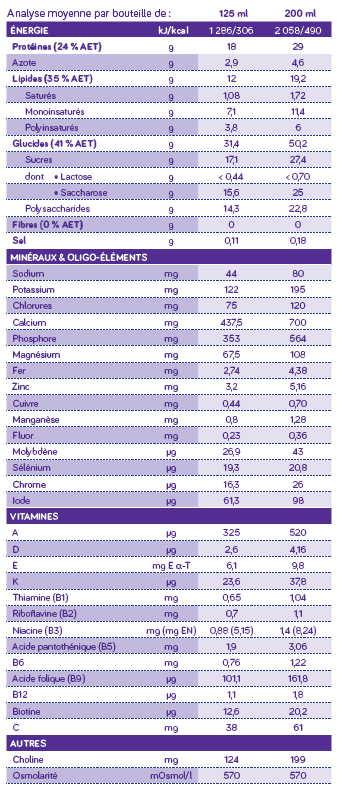 Analyse moyenne par bouteille de : 125 ml 200 ml
ÉNERGIE kJ/kcal 1 286/306 2 058/490
Protéines (24 % AET) g 18 29
Azote g 2,9 4,6
Lipides (35 % AET) g 12 19,2
Saturés g 1,08 1,72
Monoinsaturés g 7,1 11,4
Polyinsaturés g 3,8 6
Glucides (41 % AET) g 31,4 50,2
Sucres g 17,1 27,4
dont • Lactose g < 0,44 < 0,70
• Saccharose g 15,6 25
Polysaccharides g 14,3 22,8
Fibres (0 % AET) g 0 0
Sel g 0,11 0,18
MINÉRAUX & OLIGO-ÉLÉMENTS
Sodium mg 44 80
Potassium mg 122 195
Chlorures mg 75 120
Calcium mg 437,5 700
Phosphore mg 353 564
Magnésium mg 67,5 108
Fer mg 2,74 4,38
Zinc mg 3,2 5,16
Cuivre mg 0,44 0,70
Manganèse mg 0,8 1,28
Fluor mg 0,23 0,36
Molybdène µg 26,9 43
Sélénium µg 19,3 20,8
Chrome µg 16,3 26
Iode µg 61,3 98
VITAMINES
A µg 325 520
D µg 2,6 4,16
E mg E α-T 6,1 9,8
K µg 23,6 37,8
Thiamine (B1) mg 0,65 1,04
Riboflavine (B2) mg 0,7 1,1
Niacine (B3) mg (mg EN) 0,88 (5,15) 1,4 (8,24)
Acide pantothénique (B5) mg 1,9 3,06
B6 mg 0,76 1,22
Acide folique (B9) µg 101,1 161,8
B12 µg 1,1 1,8
Biotine µg 12,6 20,2
C mg 38 61
AUTRES
Choline mg 124 199
Osmolarité mOsmol/l 570 570